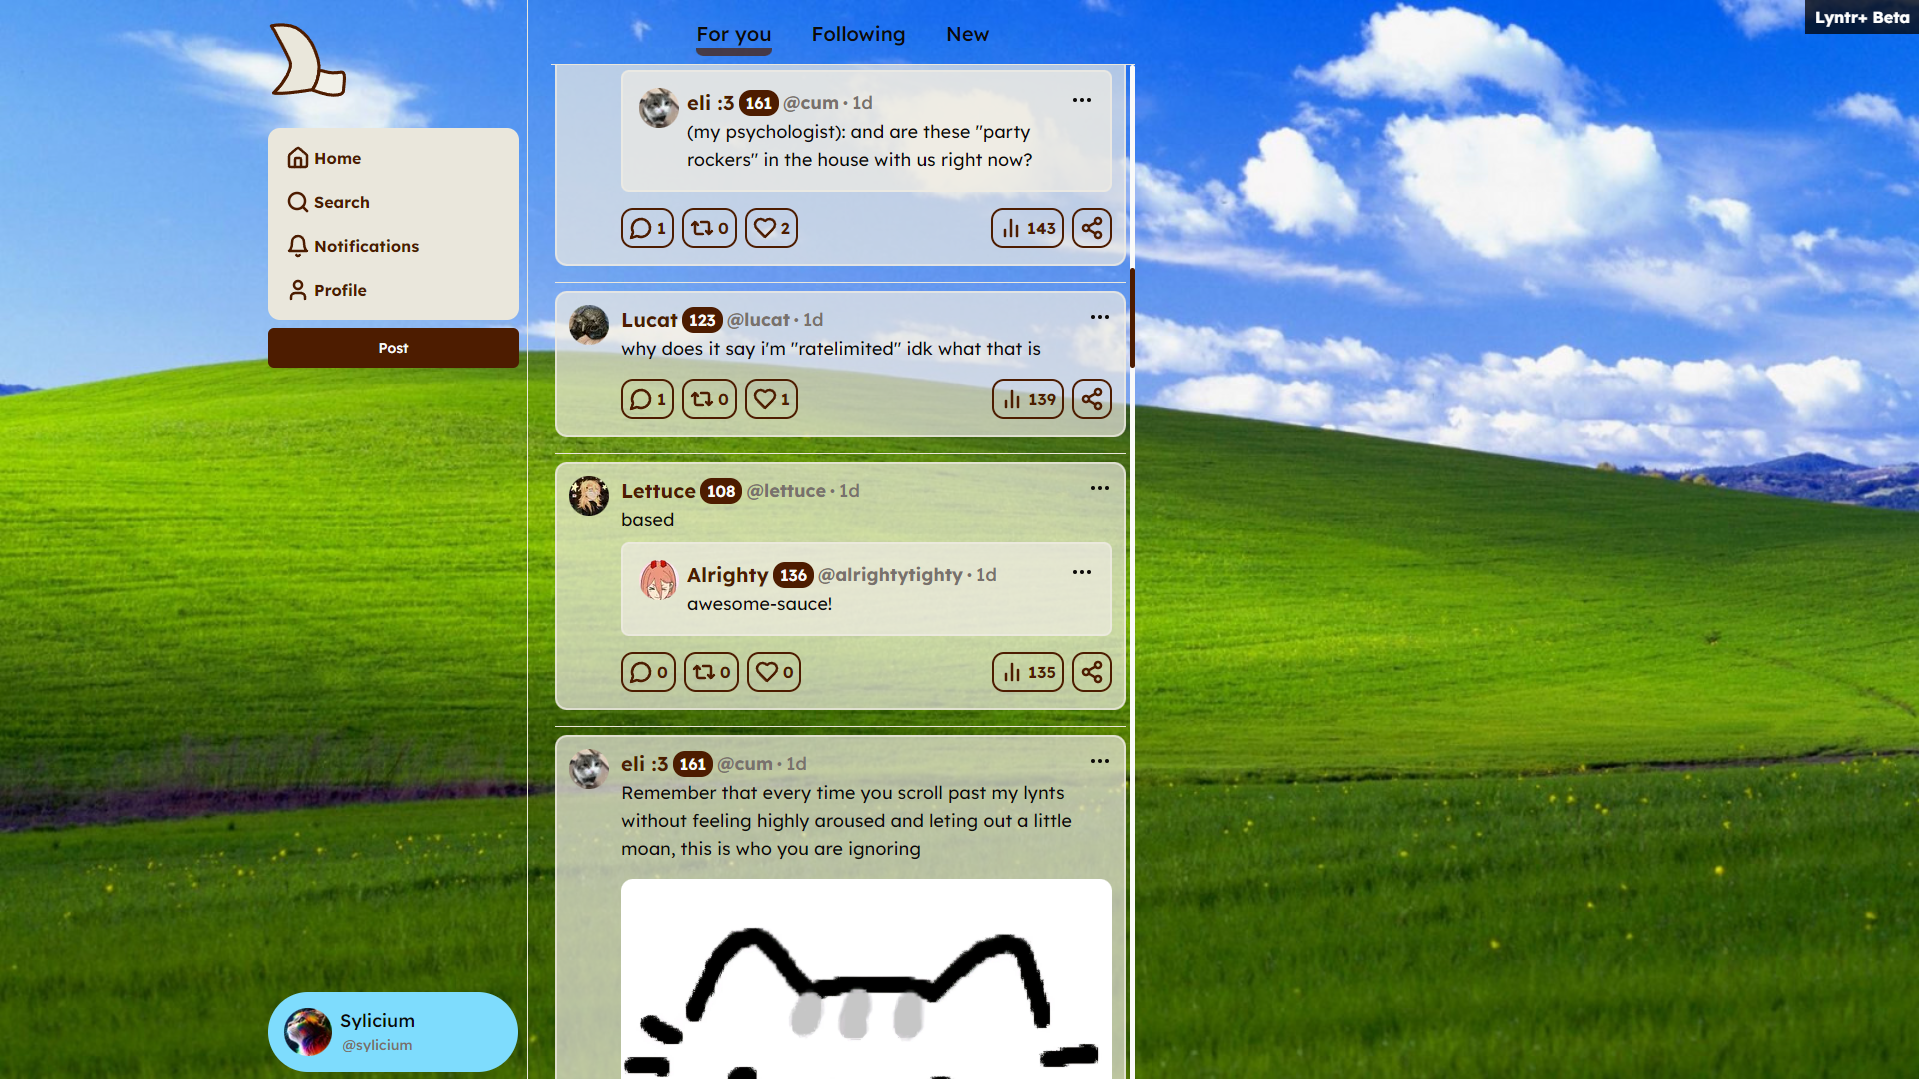 Lyntr+ Beta
For you
Following
New
Home
Search
Notifications
Profile
Post
eli :3 161 @cum · 1d
(my psychologist): and are these "party
rockers" in the house with us right now?
1 0 2 143
Lucat 123 @lucat · 1d
why does it say i'm "ratelimited" idk what that is
1 0 1 139
Lettuce 108 @lettuce · 1d
based
Alrighty 136 @alrightytighty · 1d
awesome-sauce!
0 0 0 135
eli :3 161 @cum · 1d
Remember that every time you scroll past my lynts
without feeling highly aroused and leting out a little
moan, this is who you are ignoring
Sylicium
@sylicium